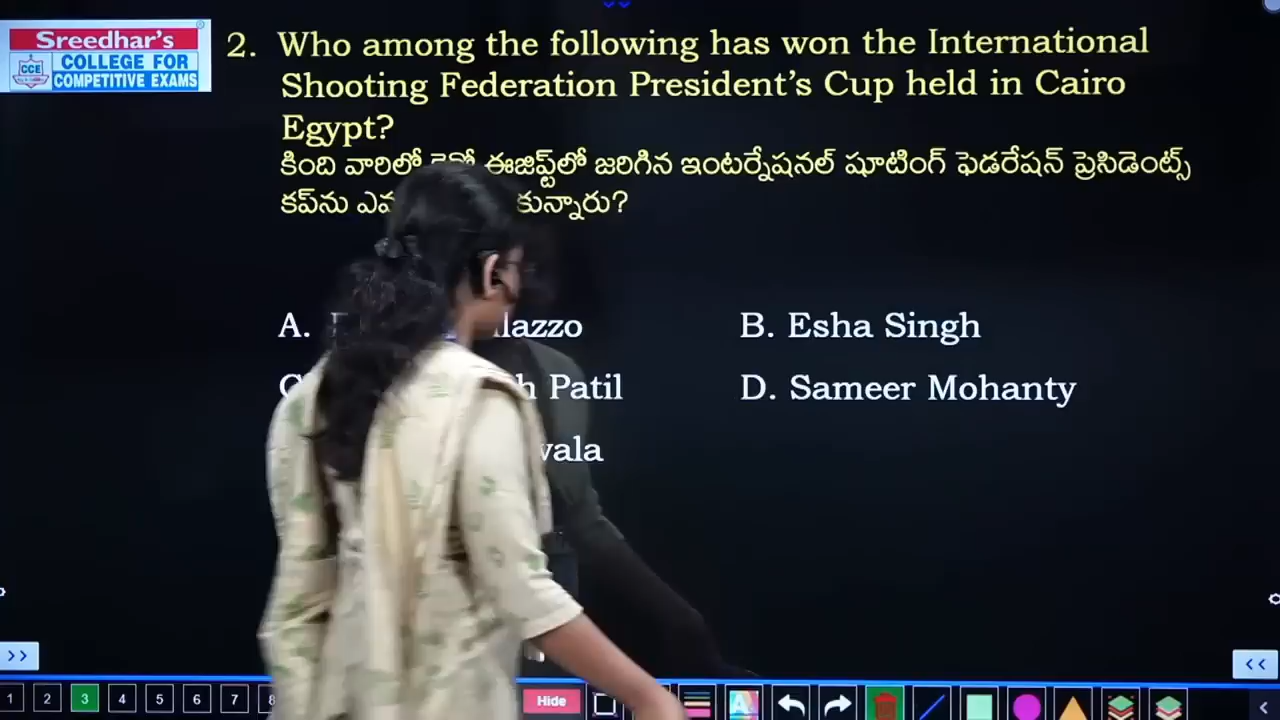 Sreedhar's
CCE COLLEGE FOR
COMPETITIVE EXAMS
2. Who among the following has won the International
Shooting Federation President's Cup held in Cairo
Egypt?
కింది వారిలో ఈజిప్ట్‌లో జరిగిన ఇంటర్నేషనల్ షూటింగ్ ఫెడరేషన్ ప్రెసిడెంట్స్
కప్‌ను
A. B. Esha Singh
Patil D. Sameer Mohanty
>> <<
1 2 3 4 5 6 7 8 Hide